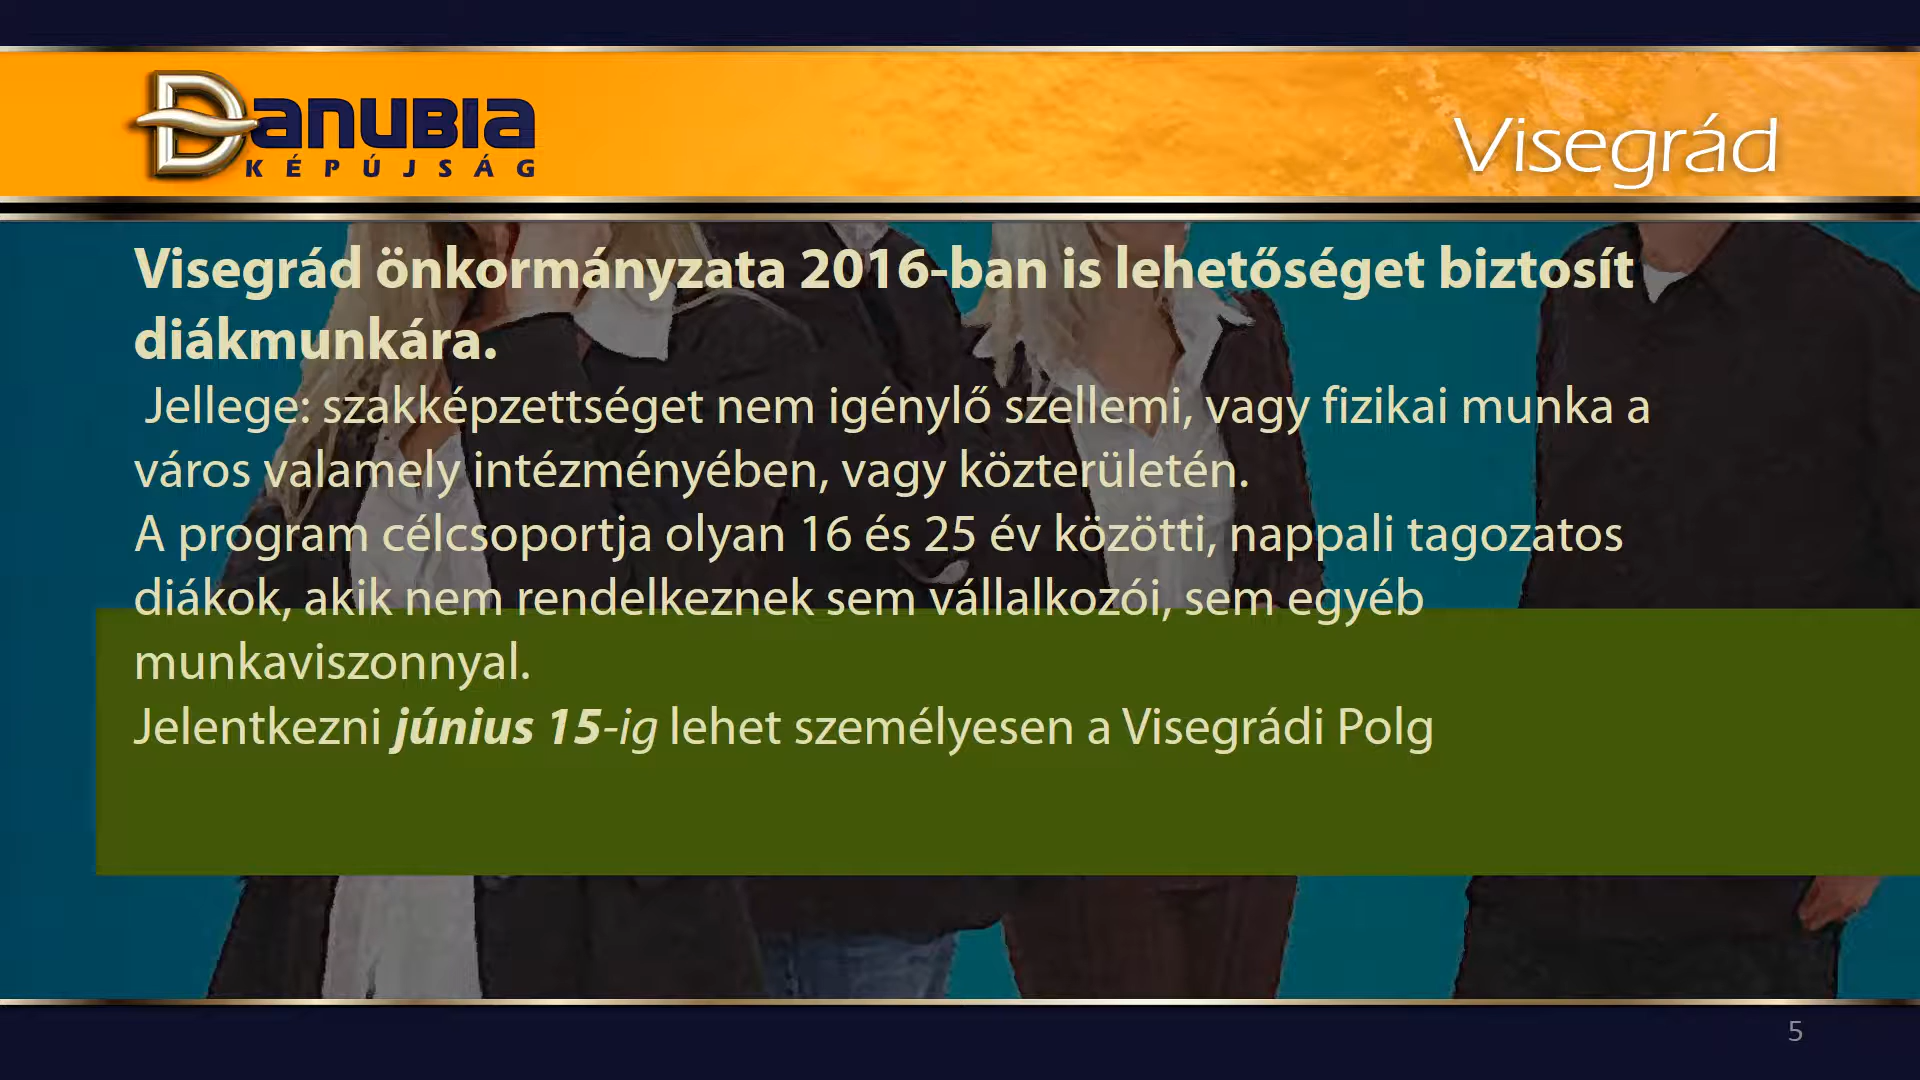 Danubia
KÉPÚJSÁG
Visegrád
Visegrád önkormányzata 2016-ban is lehetőséget biztosít
diákmunkára.
Jellege: szakképzettséget nem igénylő szellemi, vagy fizikai munka a
város valamely intézményében, vagy közterületén.
A program célcsoportja olyan 16 és 25 év közötti, nappali tagozatos
diákok, akik nem rendelkeznek sem vállalkozói, sem egyéb
munkaviszonnyal.
Jelentkezni június 15-ig lehet személyesen a Visegrádi Polg
5